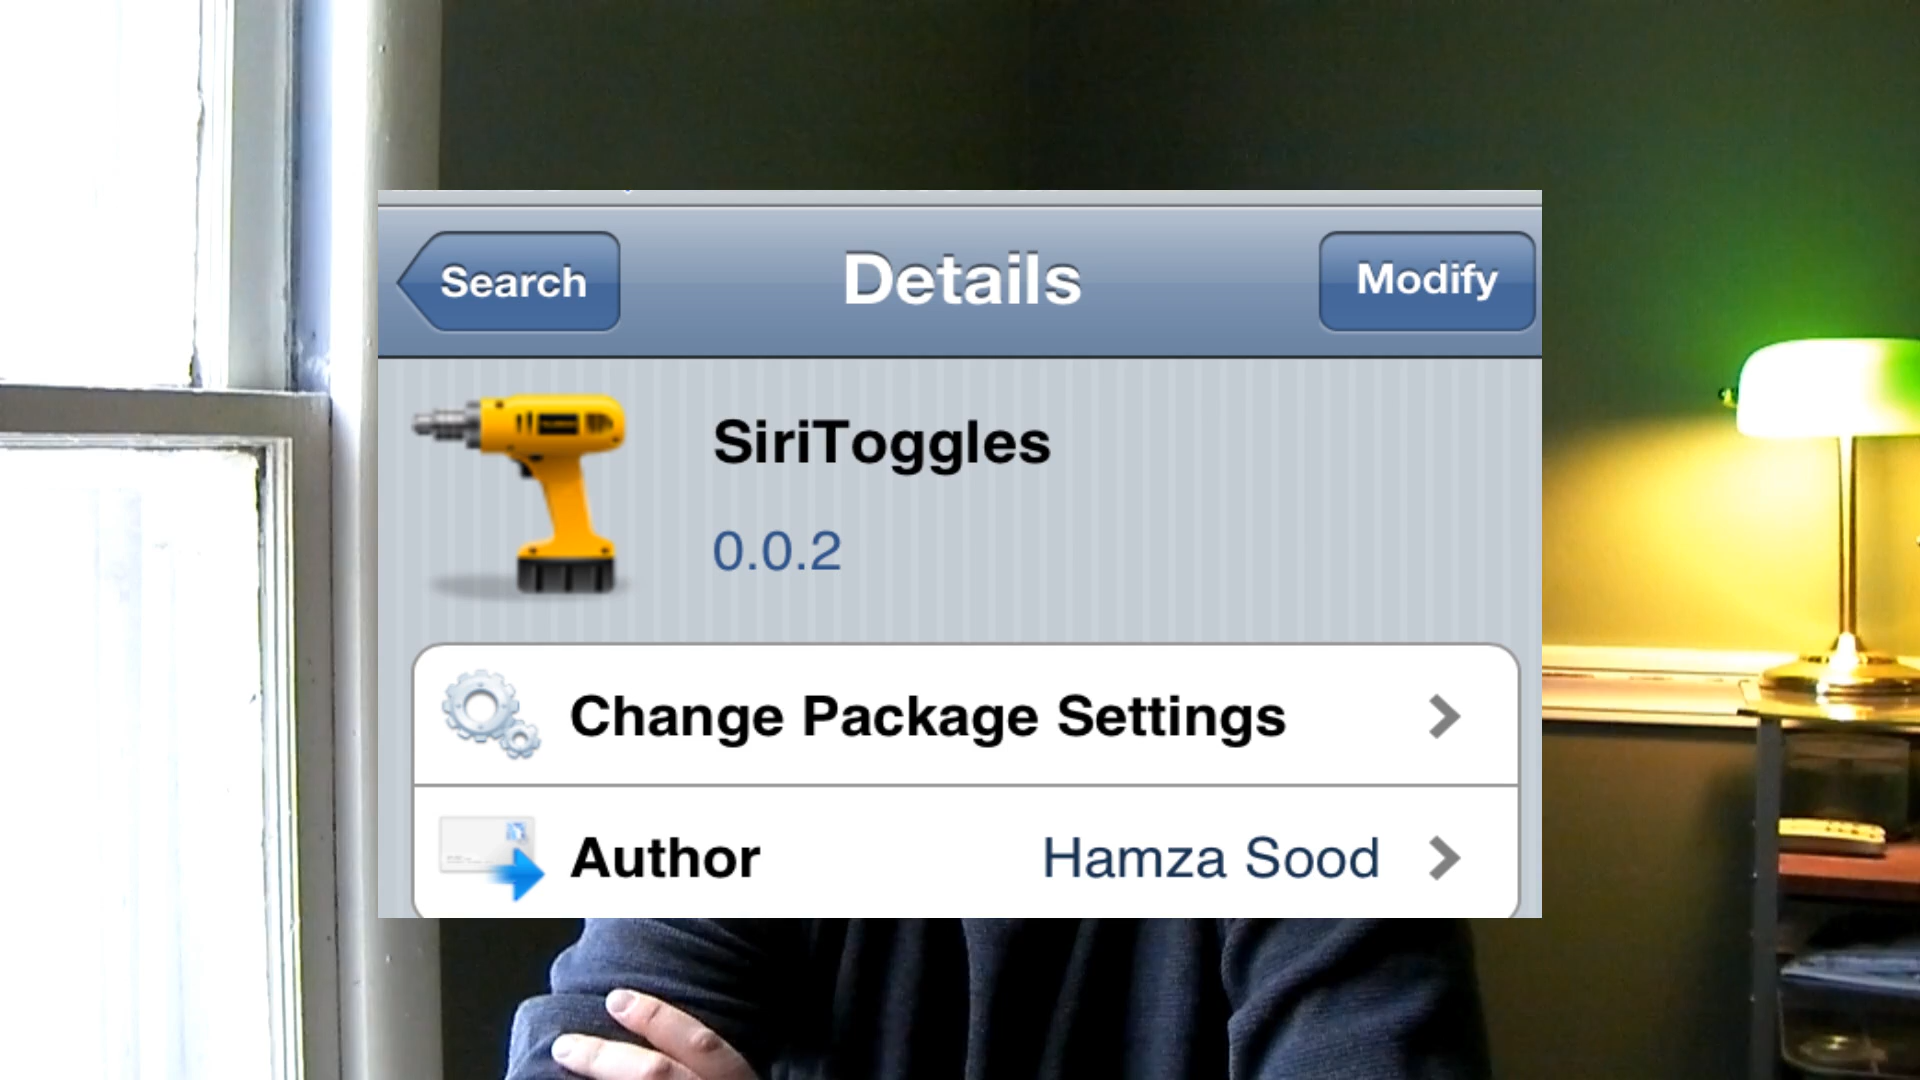 Search
Details
Modify
SiriToggles
0.0.2
Change Package Settings
Author
Hamza Sood